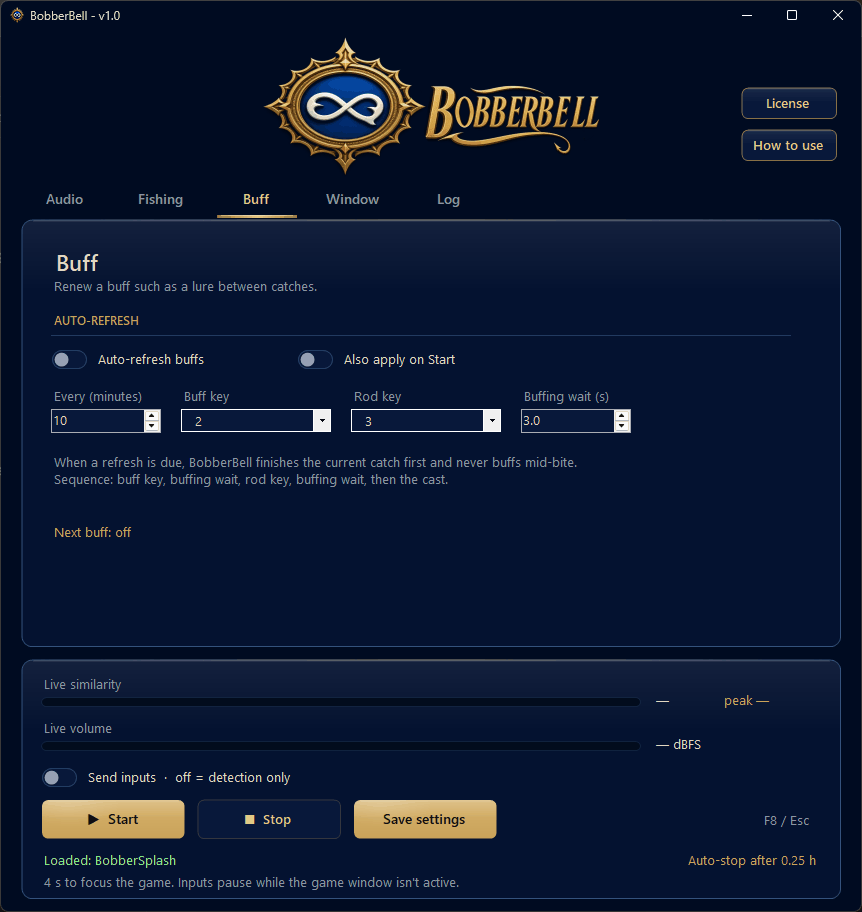 BobberBell - v1.0
BOBBERBELL
License
How to use
Audio
Fishing
Buff
Window
Log
Buff
Renew a buff such as a lure between catches.
AUTO-REFRESH
Auto-refresh buffs
Also apply on Start
Every (minutes)
Buff key
Rod key
Buffing wait (s)
10
2
3
3.0
When a refresh is due, BobberBell finishes the current catch first and never buffs mid-bite.
Sequence: buff key, buffing wait, rod key, buffing wait, then the cast.
Next buff: off
Live similarity
—
peak —
Live volume
— dBFS
Send inputs · off = detection only
Start
Stop
Save settings
F8 / Esc
Loaded: BobberSplash
Auto-stop after 0.25 h
4 s to focus the game. Inputs pause while the game window isn't active.